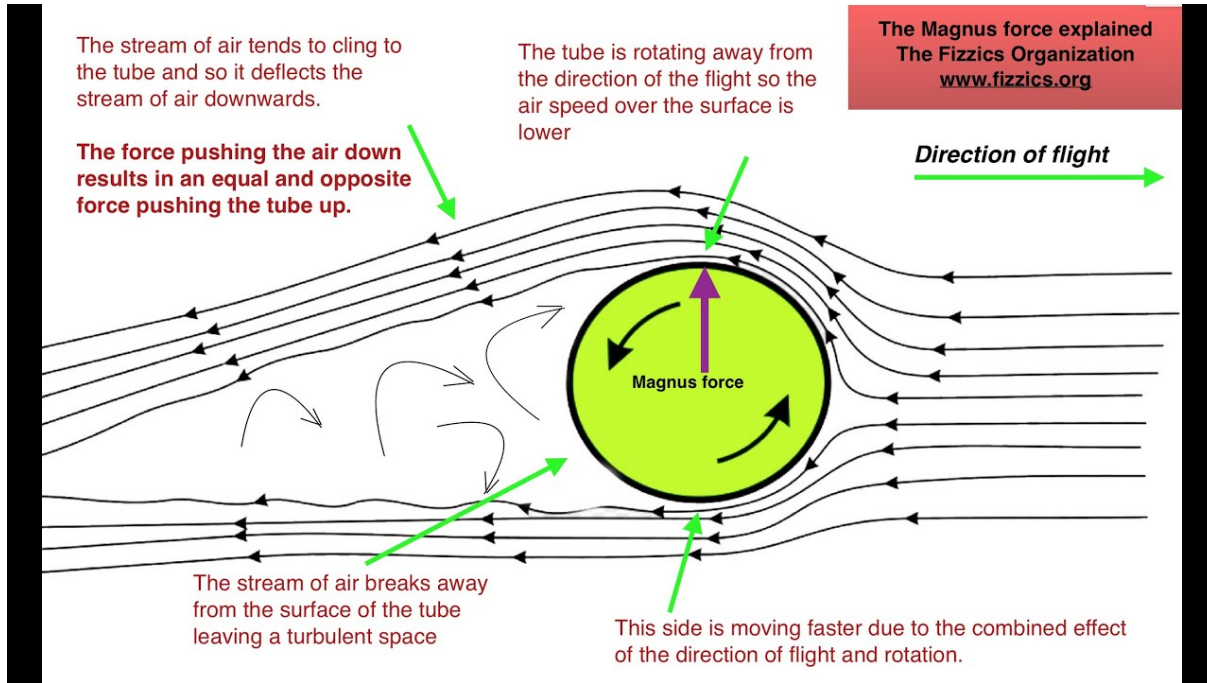 The stream of air tends to cling to
the tube and so it deflects the
stream of air downwards.
The force pushing the air down
results in an equal and opposite
force pushing the tube up.
The tube is rotating away from
the direction of the flight so the
air speed over the surface is
lower
The Magnus force explained
The Fizzics Organization
www.fizzics.org
Direction of flight
Magnus force
The stream of air breaks away
from the surface of the tube
leaving a turbulent space
This side is moving faster due to the combined effect
of the direction of flight and rotation.